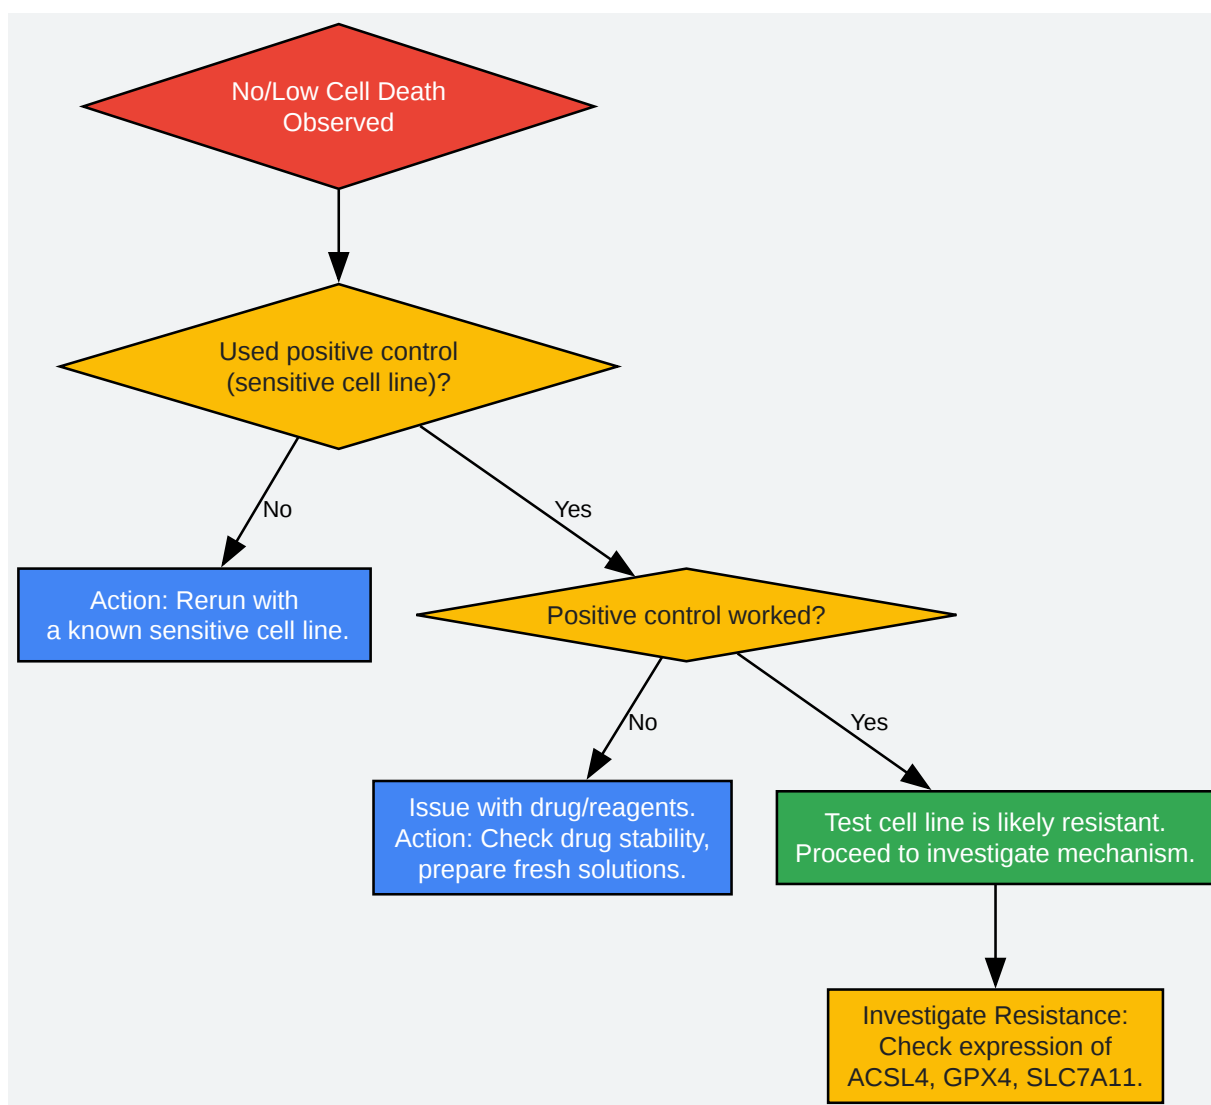 No/Low Cell Death
Observed
Used positive control
(sensitive cell line)?
No
Yes
Action: Rerun with
a known sensitive cell line.
Positive control worked?
No
Yes
Issue with drug/reagents.
Action: Check drug stability,
prepare fresh solutions.
Test cell line is likely resistant.
Proceed to investigate mechanism.
Investigate Resistance:
Check expression of
ACSL4, GPX4, SLC7A11.